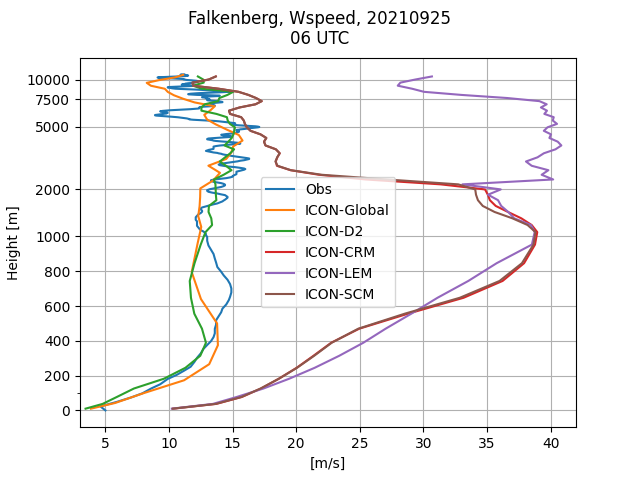 Falkenberg, Wspeed, 20210925
06 UTC
Height [m]
10000
7500
5000
2000
1000
800
600
400
200
0
Obs
ICON-Global
ICON-D2
ICON-CRM
ICON-LEM
ICON-SCM
5 10 15 20 25 30 35 40
[m/s]